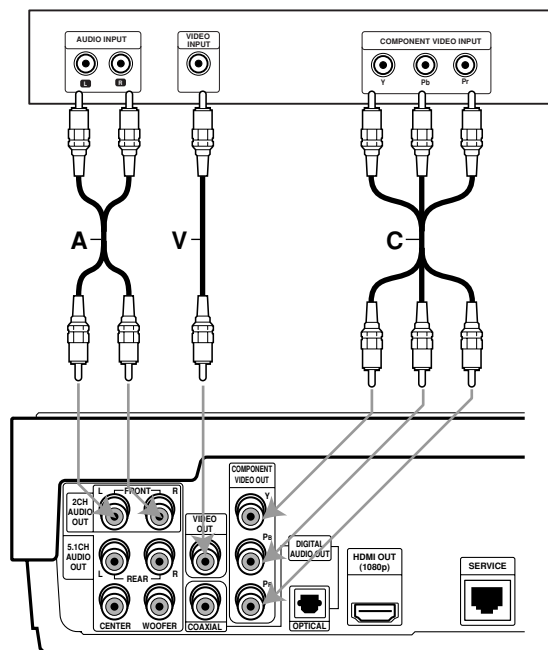 AUDIO INPUT
L
R
VIDEO
INPUT
COMPONENT VIDEO INPUT
Y
Pb
Pr
A
V
C
2CH
AUDIO
OUT
5.1CH
AUDIO
OUT
L
FRONT
R
L
REAR
R
CENTER
WOOFER
VIDEO
OUT
COAXIAL
COMPONENT
VIDEO OUT
Y
PB
PR
DIGITAL
AUDIO OUT
OPTICAL
HDMI OUT
(1080p)
SERVICE